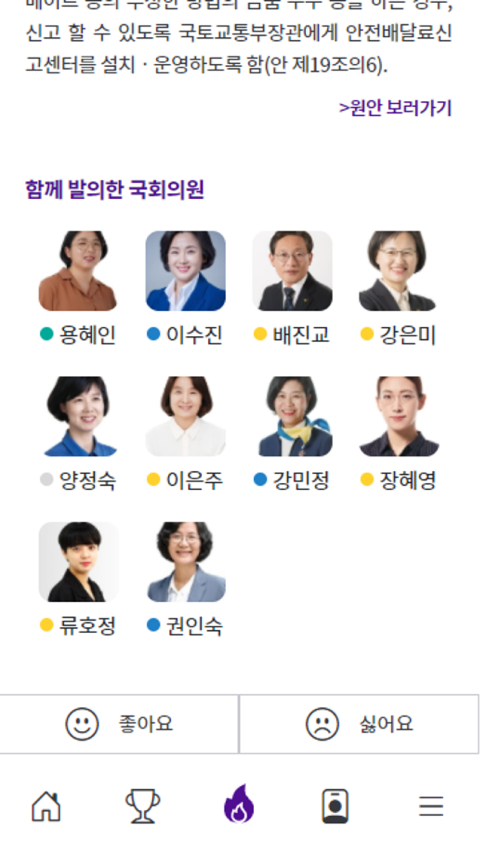 신고 할 수 있도록 국토교통부장관에게 안전배달료신
고센터를 설치ㆍ운영하도록 함(안 제19조의6).
>원안 보러가기
함께 발의한 국회의원
용혜인 이수진 배진교 강은미
양정숙 이은주 강민정 장혜영
류호정 권인숙
좋아요 싫어요